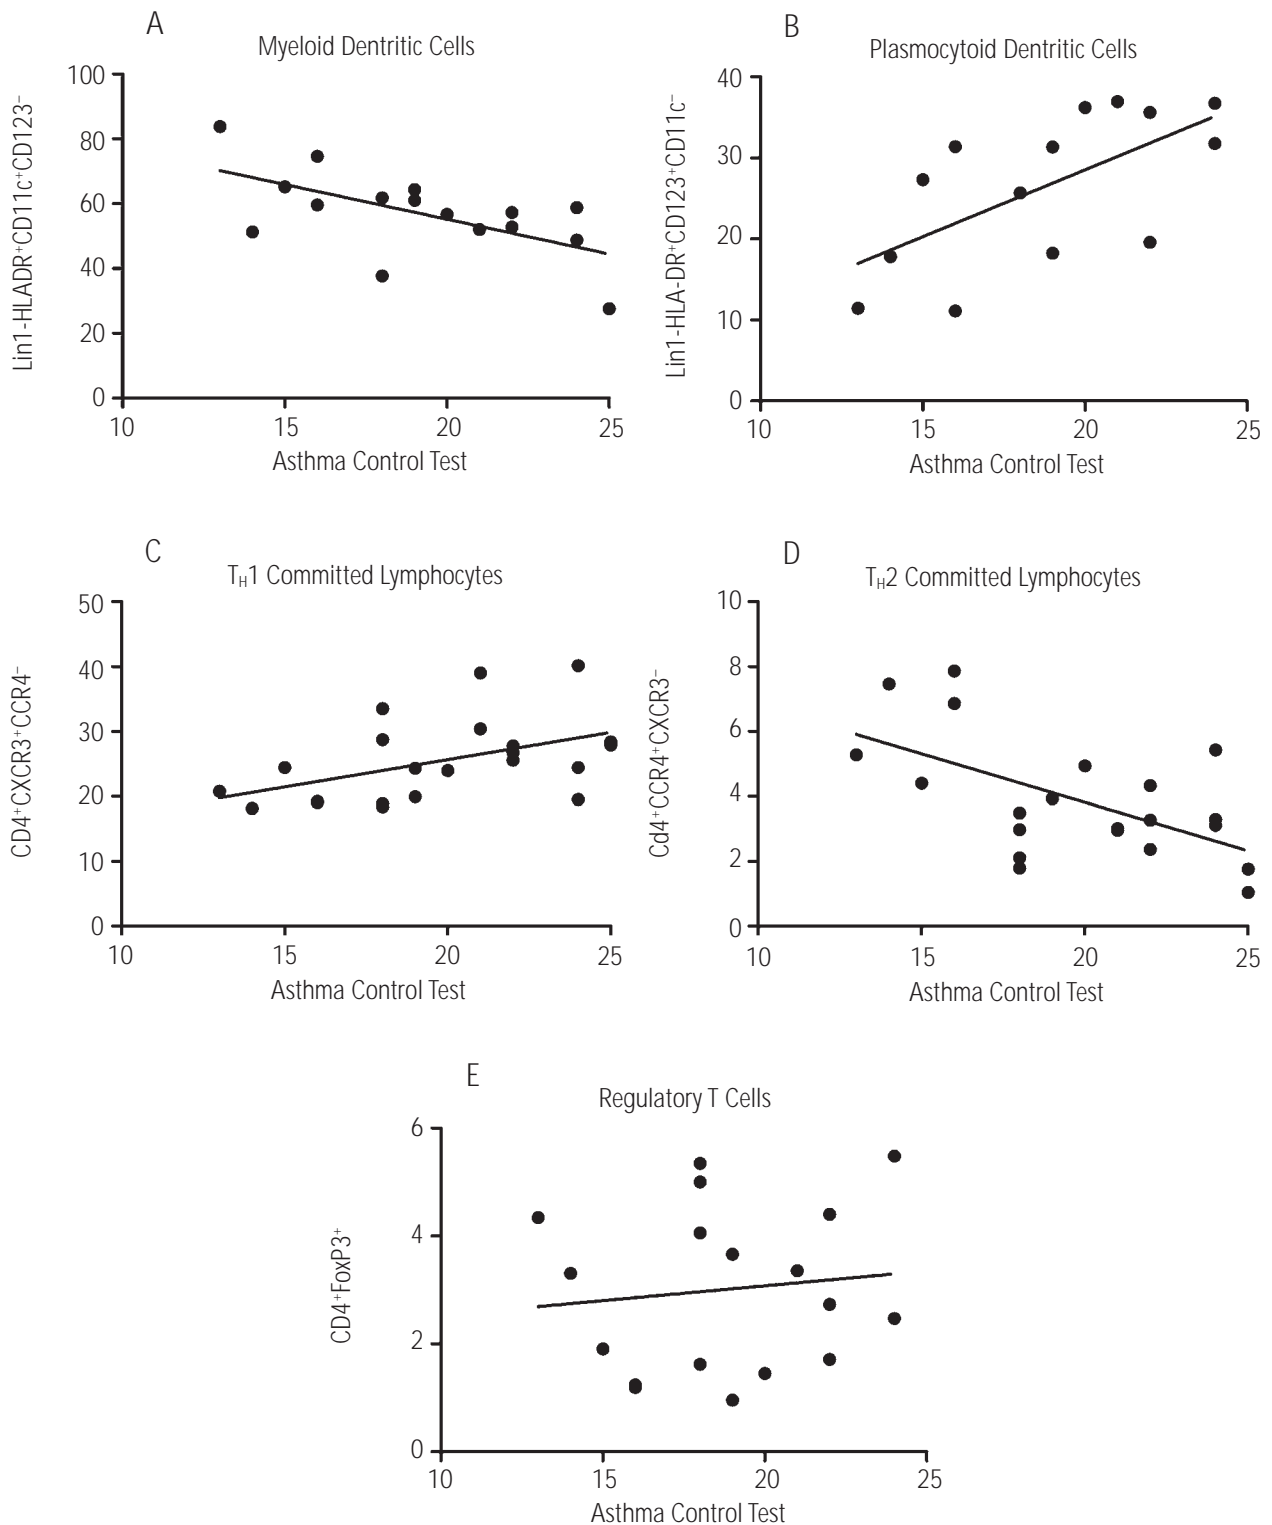 A
Myeloid Dentritic Cells
Lin1-HLADR⁺CD11c⁺CD123⁻
100
80
60
40
20
0
10 15 20 25
Asthma Control Test
B
Plasmocytoid Dentritic Cells
Lin1-HLA-DR⁺CD123⁺CD11c⁻
40
30
20
10
0
10 15 20 25
Asthma Control Test
C
T_H1 Committed Lymphocytes
CD4⁺CXCR3⁺CCR4⁻
50
40
30
20
10
0
10 15 20 25
Asthma Control Test
D
T_H2 Committed Lymphocytes
Cd4⁺CCR4⁺CXCR3⁻
10
8
6
4
2
0
10 15 20 25
Asthma Control Test
E
Regulatory T Cells
CD4⁺FoxP3⁺
6
4
2
0
10 15 20 25
Asthma Control Test